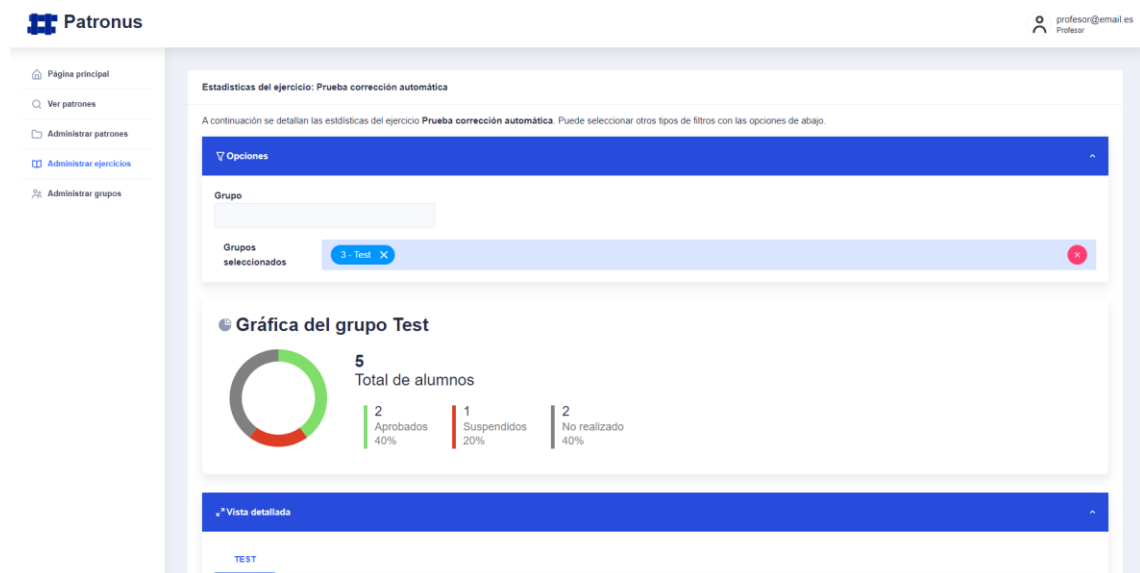 Patronus
profesor@email.es
Profesor
Página principal
Ver patrones
Administrar patrones
Administrar ejercicios
Administrar grupos
Estadísticas del ejercicio: Prueba corrección automática
A continuación se detallan las estdísticas del ejercicio Prueba corrección automática. Puede seleccionar otros tipos de filtros con las opciones de abajo.
Opciones
Grupo
Grupos
seleccionados
3 - Test
Gráfica del grupo Test
5
Total de alumnos
2
Aprobados
40%
1
Suspendidos
20%
2
No realizado
40%
Vista detallada
TEST